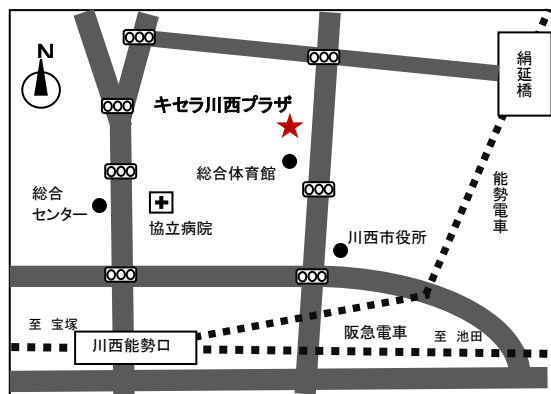 N
キセラ川西プラザ
絹延橋
総合体育館
能勢電車
総合
センター
協立病院
川西市役所
至 宝塚
川西能勢口
阪急電車
至 池田